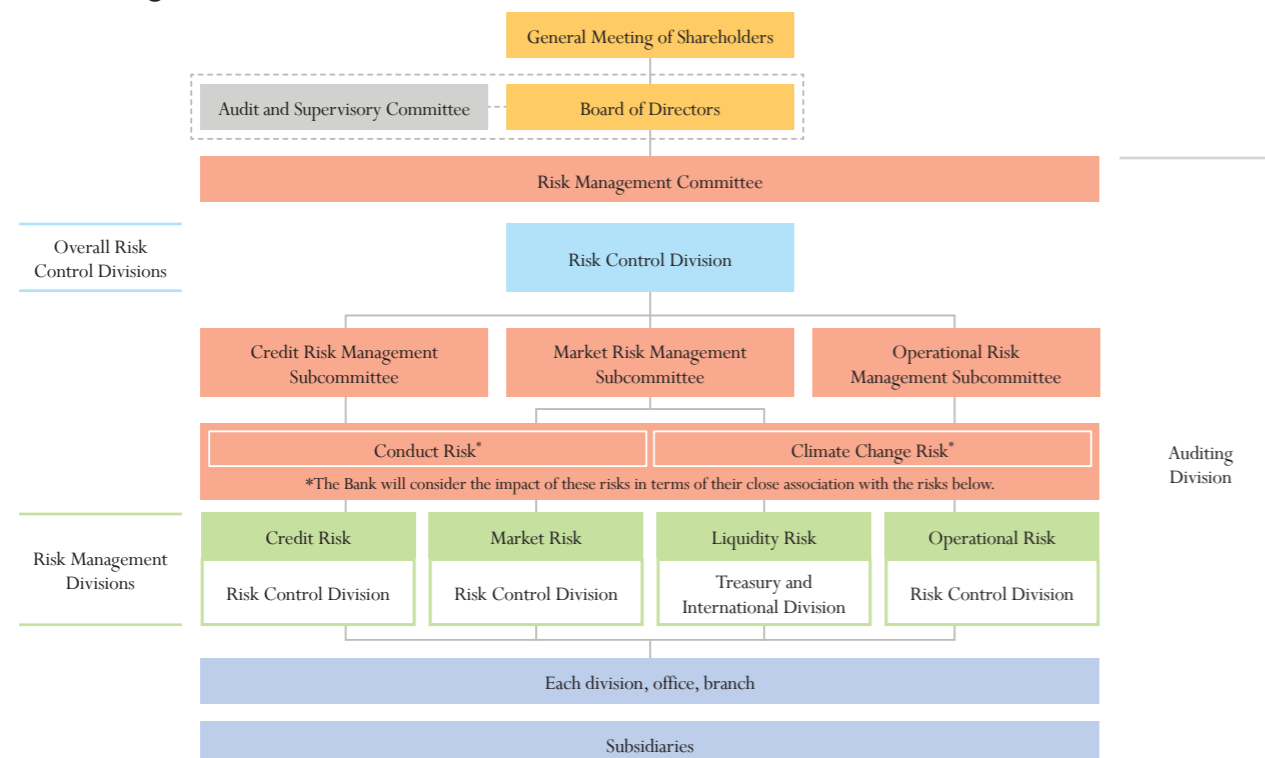 General Meeting of Shareholders
Audit and Supervisory Committee
Board of Directors
Risk Management Committee
Overall Risk
Control Divisions
Risk Control Division
Credit Risk Management
Subcommittee
Market Risk Management
Subcommittee
Operational Risk
Management Subcommittee
Conduct Risk*
Climate Change Risk*
*The Bank will consider the impact of these risks in terms of their close association with the risks below.
Auditing
Division
Risk Management
Divisions
Credit Risk
Risk Control Division
Market Risk
Risk Control Division
Liquidity Risk
Treasury and
International Division
Operational Risk
Risk Control Division
Each division, office, branch
Subsidiaries